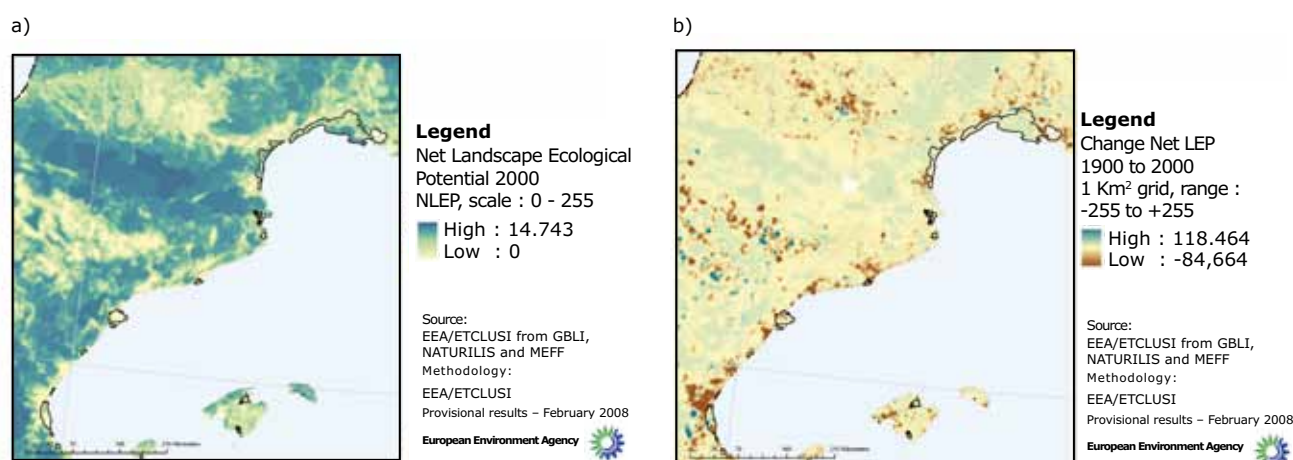 a)
Legend
Net Landscape Ecological
Potential 2000
NLEP, scale : 0 - 255
High : 14.743
Low : 0
Source:
EEA/ETCLUSI from GBLI,
NATURILIS and MEFF
Methodology:
EEA/ETCLUSI
Provisional results – February 2008
European Environment Agency
b)
Legend
Change Net LEP
1900 to 2000
1 Km² grid, range :
-255 to +255
High : 118.464
Low : -84,664
Source:
EEA/ETCLUSI from GBLI,
NATURILIS and MEFF
Methodology:
EEA/ETCLUSI
Provisional results – February 2008
European Environment Agency